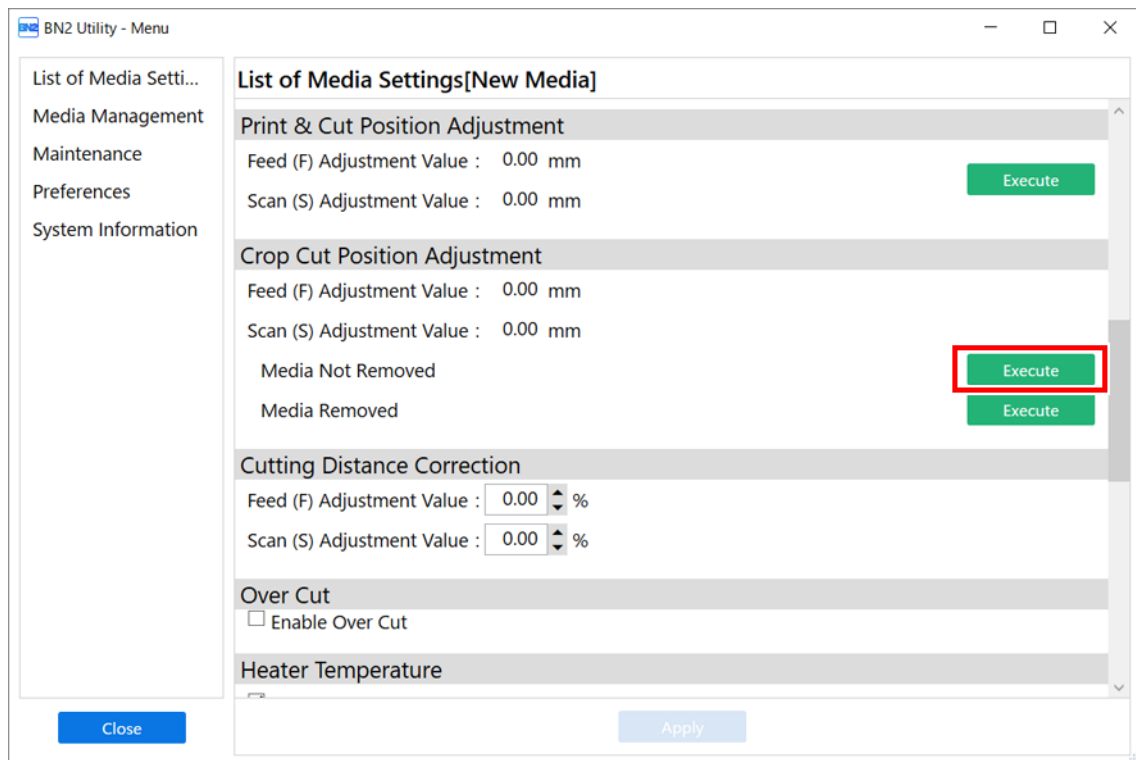 BN2 BN2 Utility - Menu
List of Media Setti...
Media Management
Maintenance
Preferences
System Information
Close
List of Media Settings[New Media]
Print & Cut Position Adjustment
Feed (F) Adjustment Value : 0.00 mm
Execute
Scan (S) Adjustment Value : 0.00 mm
Crop Cut Position Adjustment
Feed (F) Adjustment Value : 0.00 mm
Scan (S) Adjustment Value : 0.00 mm
Media Not Removed Execute
Media Removed Execute
Cutting Distance Correction
Feed (F) Adjustment Value : 0.00 %
Scan (S) Adjustment Value : 0.00 %
Over Cut
Enable Over Cut
Heater Temperature
Apply